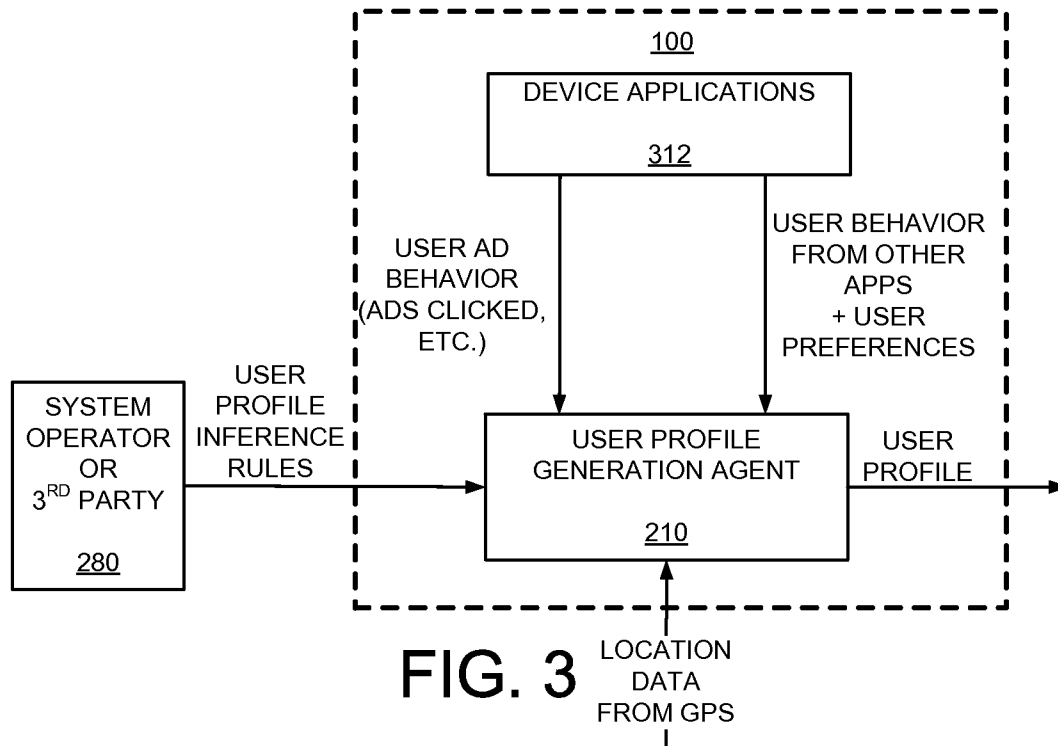 100
DEVICE APPLICATIONS
312
USER AD
BEHAVIOR
(ADS CLICKED,
ETC.)
USER BEHAVIOR
FROM OTHER
APPS
+ USER
PREFERENCES
SYSTEM
OPERATOR
OR
3RD PARTY
280
USER
PROFILE
INFERENCE
RULES
USER PROFILE
GENERATION AGENT
210
USER
PROFILE
FIG. 3
LOCATION
DATA
FROM GPS